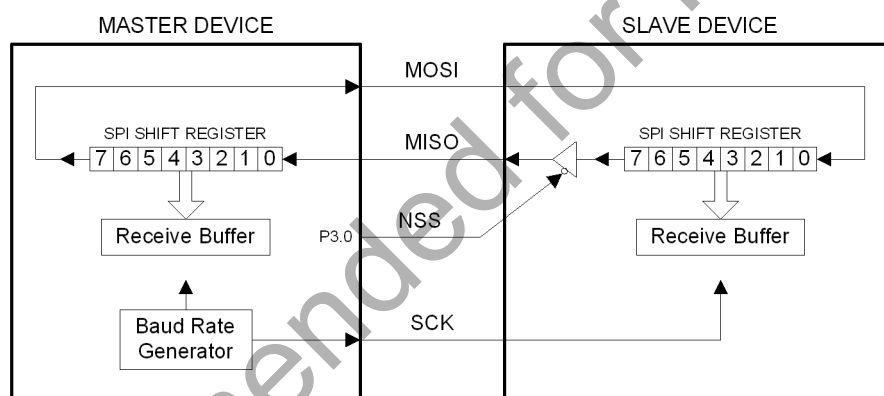 MASTER DEVICE
SLAVE DEVICE
MOSI
SPI SHIFT REGISTER
MISO
SPI SHIFT REGISTER
7 6 5 4 3 2 1 0
7 6 5 4 3 2 1 0
Receive Buffer
P3.0
NSS
Receive Buffer
Baud Rate
Generator
SCK
ended for